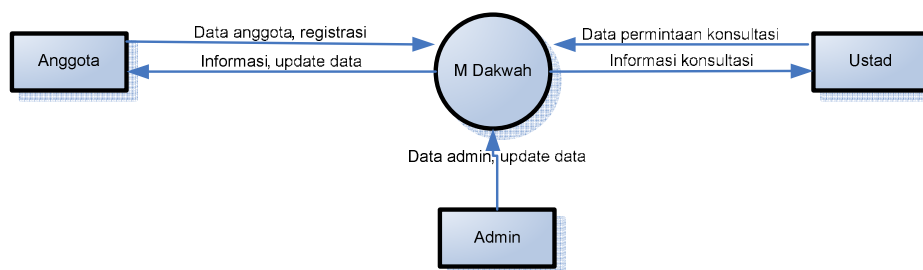 Data anggota, registrasi
Data permintaan konsultasi
Anggota
Informasi, update data
M Dakwah
Informasi konsultasi
Ustad
Data admin, update data
Admin